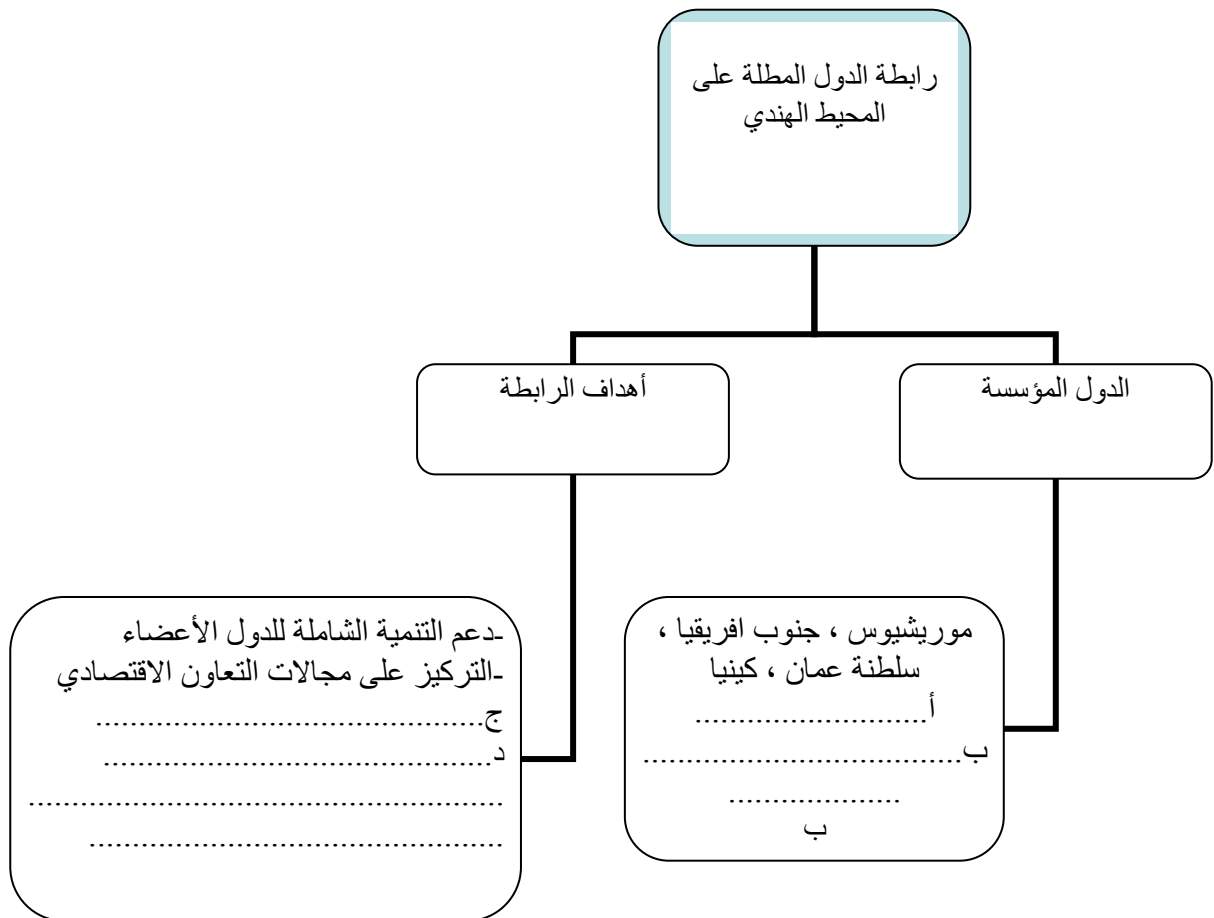 رابطة الدول المطلة على
المحيط الهندي
الدول المؤسسة
أهداف الرابطة
موريشيوس ، جنوب افريقيا ،
سلطنة عمان ، كينيا
أ...........................
ب.....................................
....................
ب
-دعم التنمية الشاملة للدول الأعضاء
-التركيز على مجالات التعاون الاقتصادي
ج.............................................
د.............................................
.......................................................
................................................